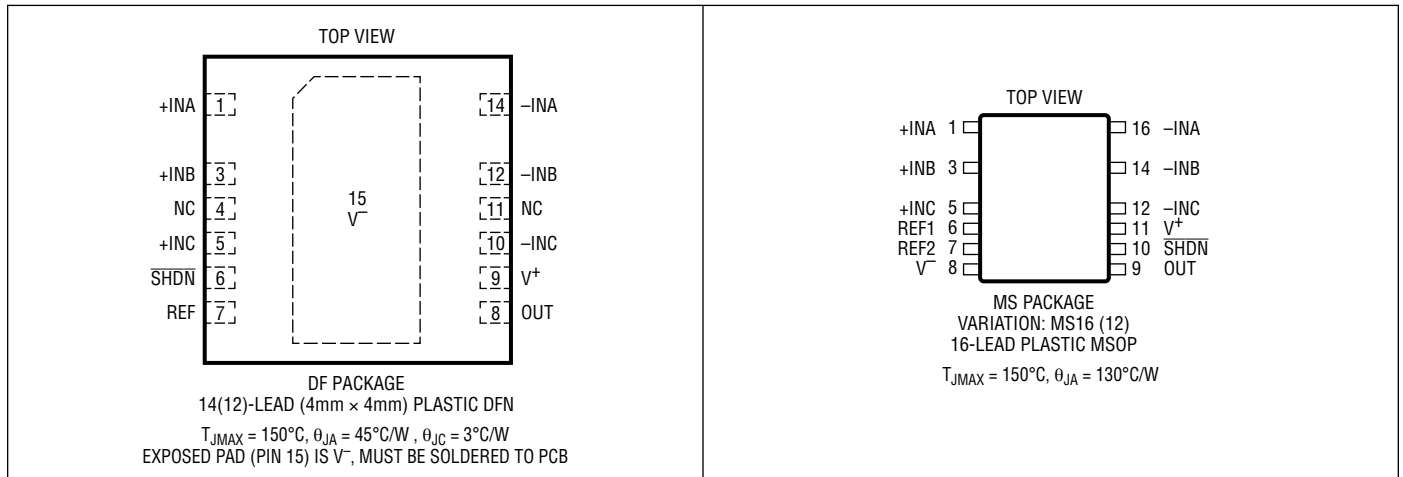 TOP VIEW
+INA 1 14 –INA
+INB 3 12 –INB
NC 4 11 NC
+INC 5 10 –INC
SHDN 6 9 V+
REF 7 8 OUT
15
V–
DF PACKAGE
14(12)-LEAD (4mm × 4mm) PLASTIC DFN
TJMAX = 150°C, θJA = 45°C/W , θJC = 3°C/W
EXPOSED PAD (PIN 15) IS V–, MUST BE SOLDERED TO PCB
TOP VIEW
+INA 1 16 –INA
+INB 3 14 –INB
+INC 5 12 –INC
REF1 6 11 V+
REF2 7 10 SHDN
V– 8 9 OUT
MS PACKAGE
VARIATION: MS16 (12)
16-LEAD PLASTIC MSOP
TJMAX = 150°C, θJA = 130°C/W